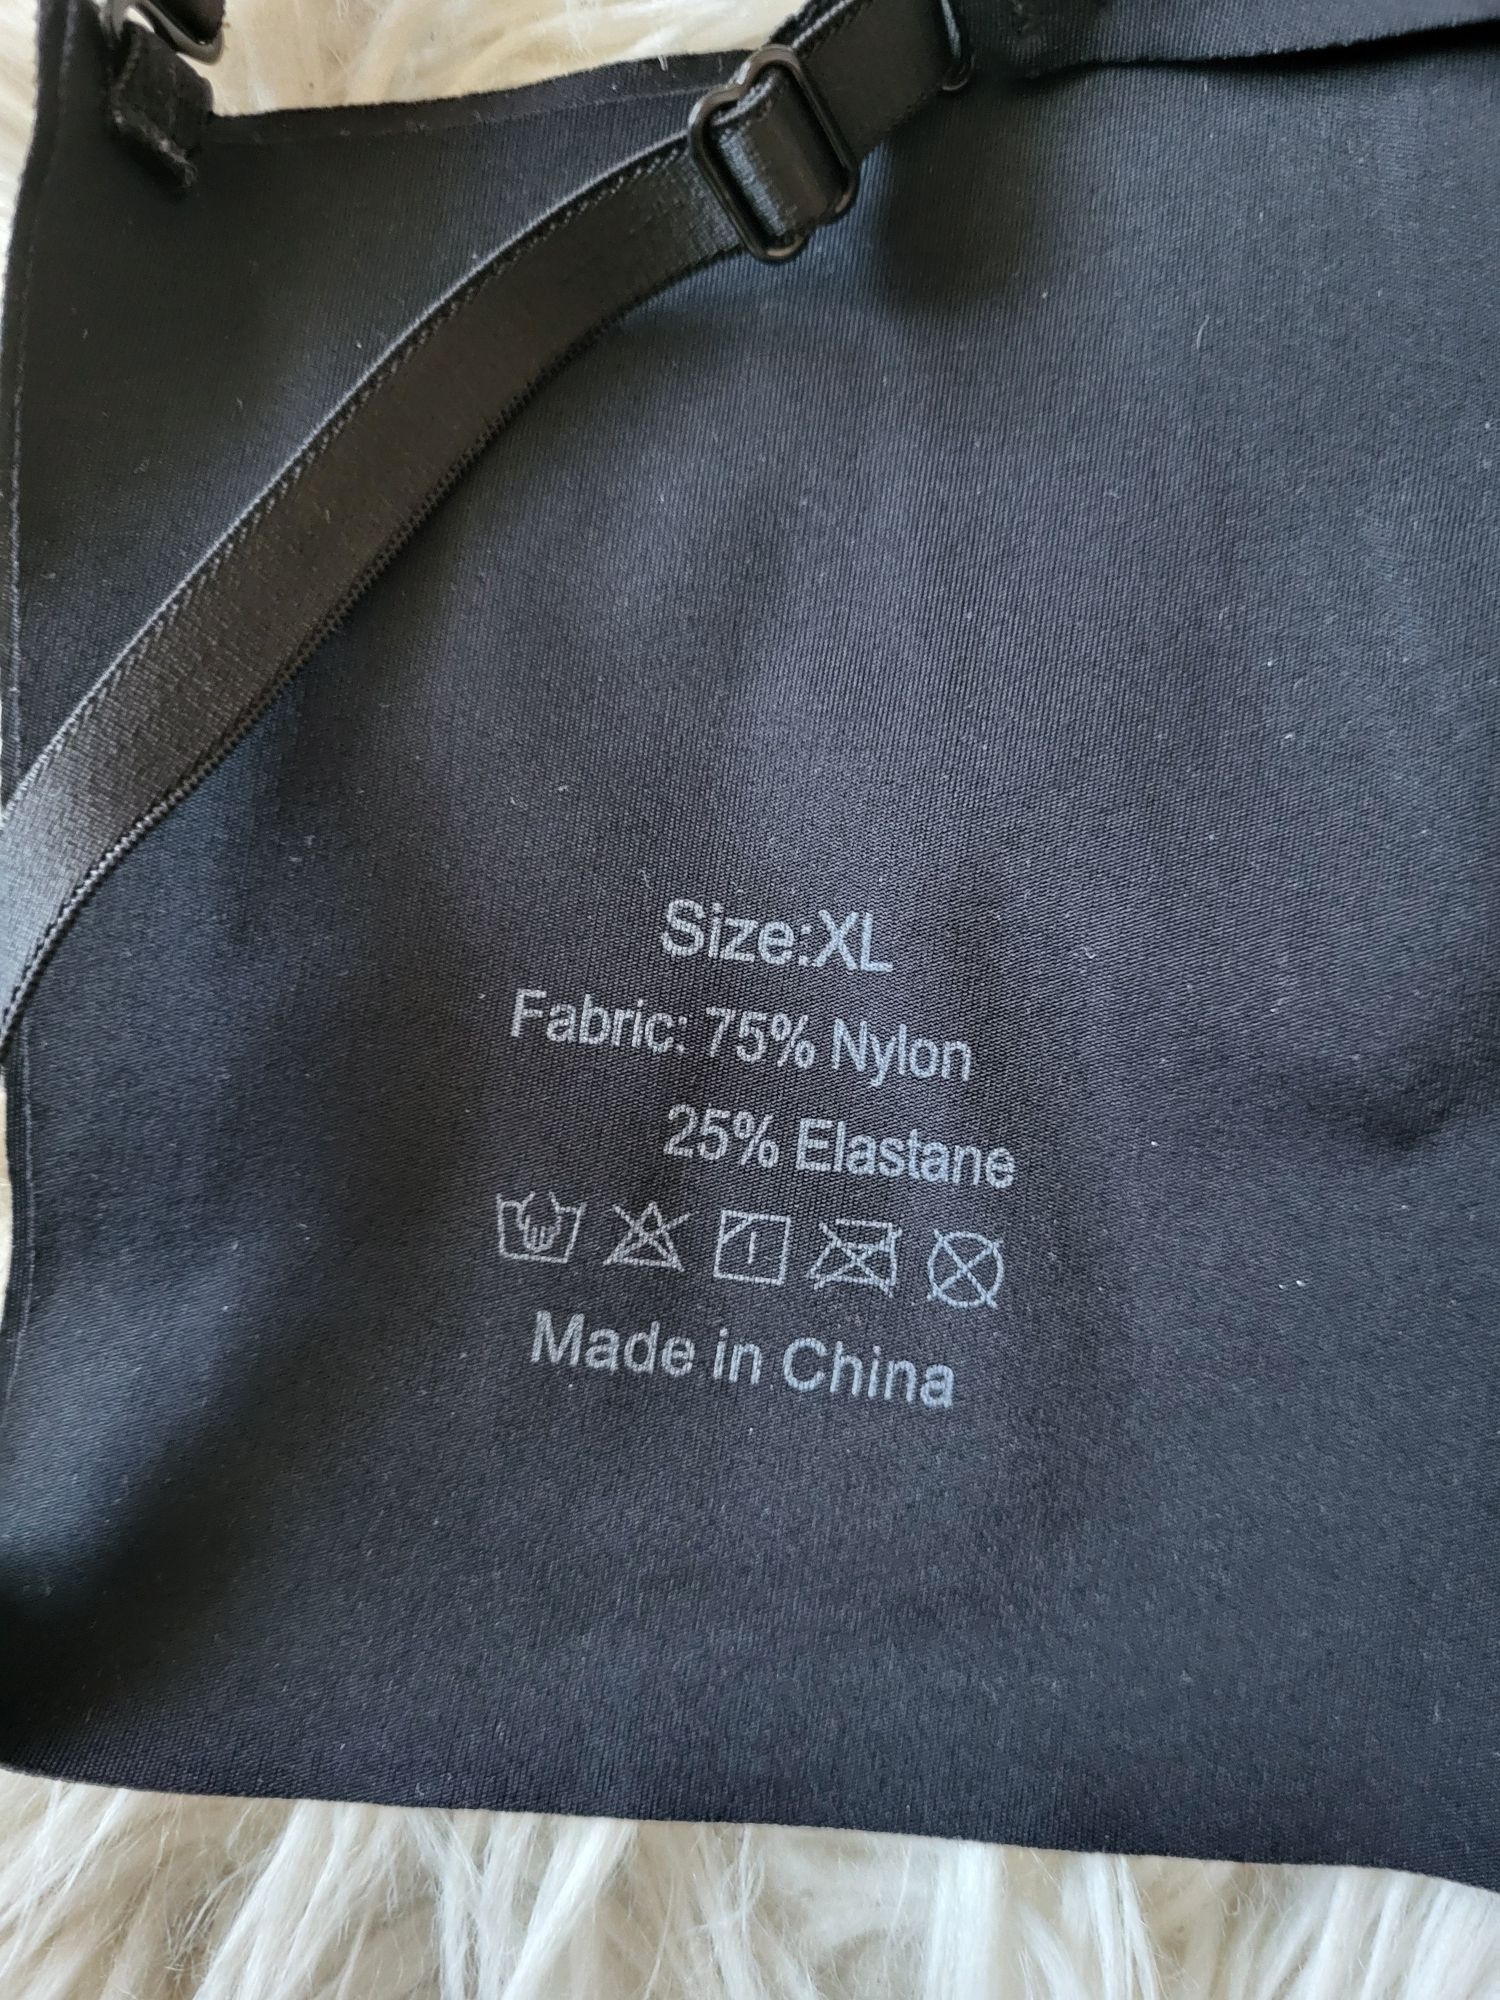 Size:XL
Fabric: 75% Nylon
25% Elastane
Made in China